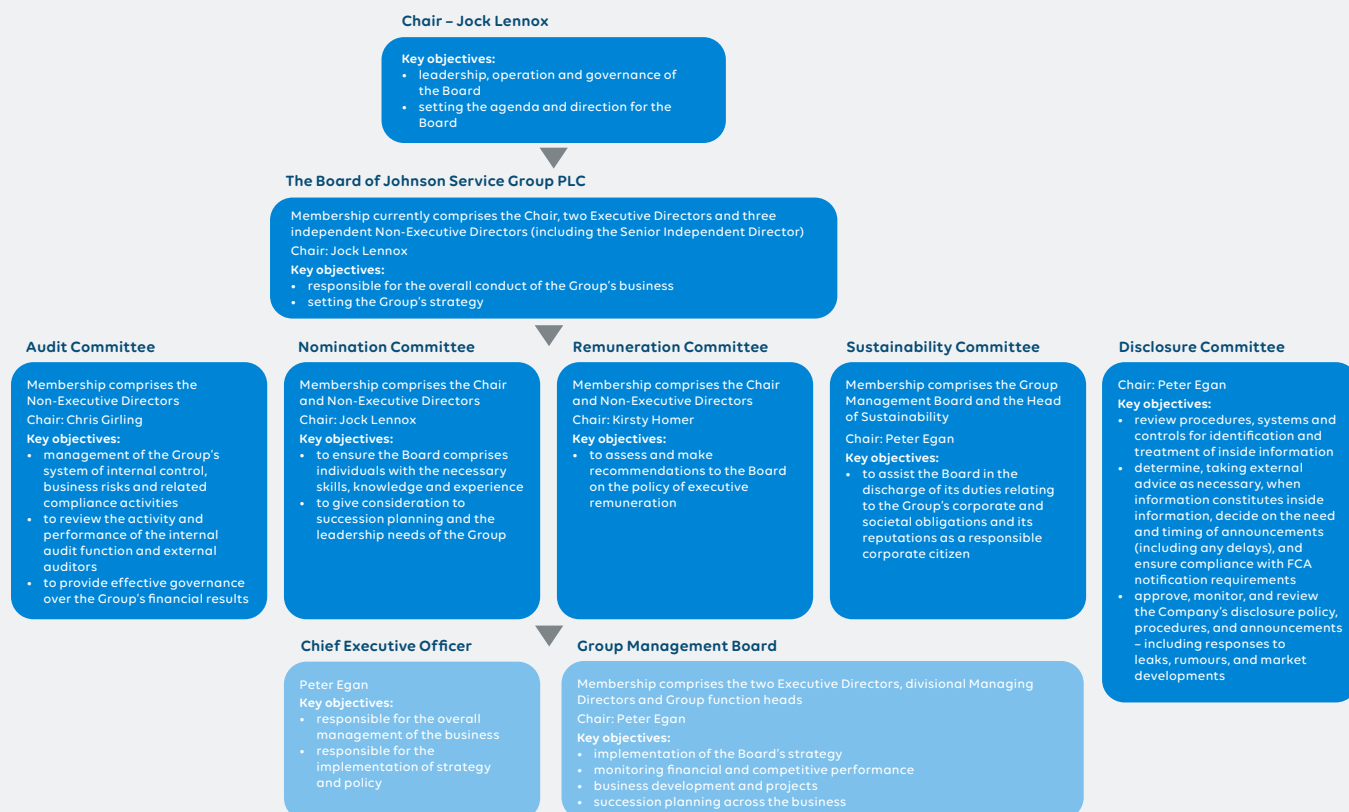 Chair – Jock Lennox
Key objectives:
• leadership, operation and governance of
the Board
• setting the agenda and direction for the
Board
The Board of Johnson Service Group PLC
Membership currently comprises the Chair, two Executive Directors and three
independent Non-Executive Directors (including the Senior Independent Director)
Chair: Jock Lennox
Key objectives:
• responsible for the overall conduct of the Group's business
• setting the Group's strategy
Audit Committee
Membership comprises the
Non-Executive Directors
Chair: Chris Girling
Key objectives:
• management of the Group's
system of internal control,
business risks and related
compliance activities
• to review the activity and
performance of the internal
audit function and external
auditors
• to provide effective governance
over the Group's financial results
Nomination Committee
Membership comprises the Chair
and Non-Executive Directors
Chair: Jock Lennox
Key objectives:
• to ensure the Board comprises
individuals with the necessary
skills, knowledge and experience
• to give consideration to
succession planning and the
leadership needs of the Group
Remuneration Committee
Membership comprises the Chair
and Non-Executive Directors
Chair: Kirsty Homer
Key objectives:
• to assess and make
recommendations to the Board
on the policy of executive
remuneration
Sustainability Committee
Membership comprises the Group
Management Board and the Head
of Sustainability
Chair: Peter Egan
Key objectives:
• to assist the Board in the
discharge of its duties relating
to the Group's corporate and
societal obligations and its
reputations as a responsible
corporate citizen
Disclosure Committee
Chair: Peter Egan
Key objectives:
• review procedures, systems and
controls for identification and
treatment of inside information
• determine, taking external
advice as necessary, when
information constitutes inside
information, decide on the need
and timing of announcements
(including any delays), and
ensure compliance with FCA
notification requirements
• approve, monitor, and review
the Company's disclosure policy,
procedures, and announcements
– including responses to
leaks, rumours, and market
developments
Chief Executive Officer
Peter Egan
Key objectives:
• responsible for the overall
management of the business
• responsible for the
implementation of strategy
and policy
Group Management Board
Membership comprises the two Executive Directors, divisional Managing
Directors and Group function heads
Chair: Peter Egan
Key objectives:
• implementation of the Board's strategy
• monitoring financial and competitive performance
• business development and projects
• succession planning across the business